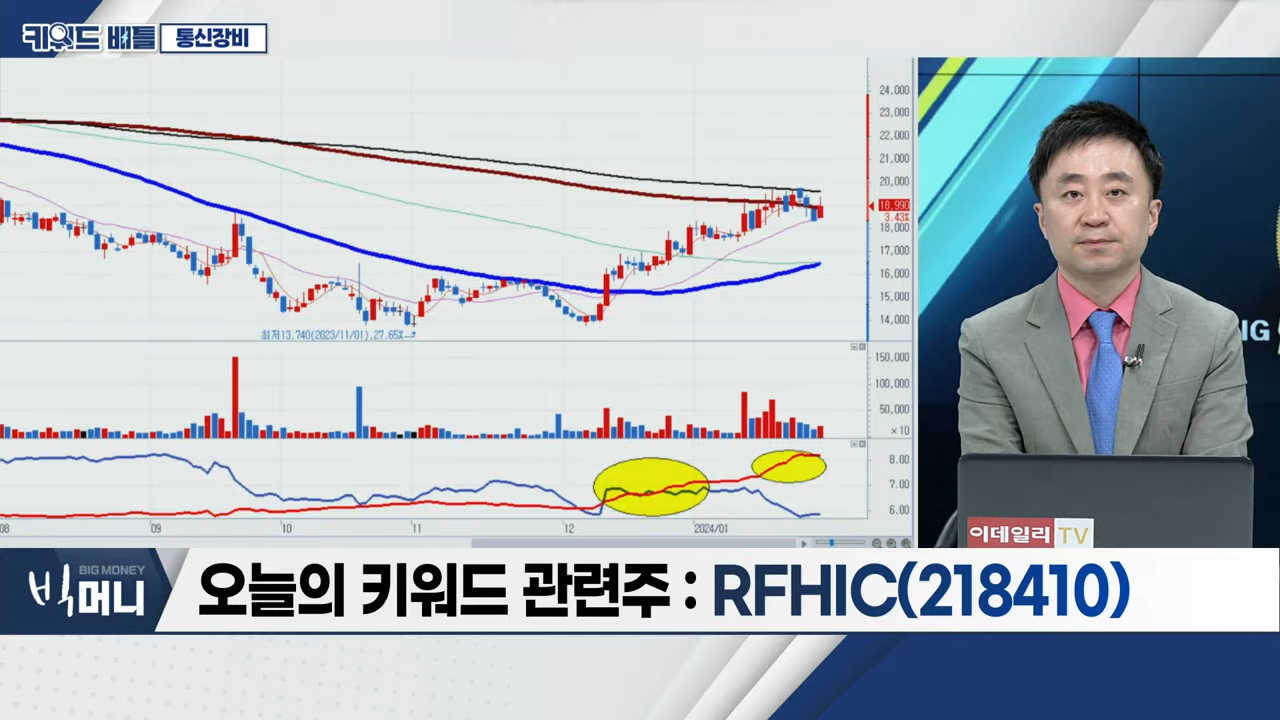 키워드 배틀 통신장비
24,000
23,000
22,000
21,000
20,000
18,990
3.43%
18,000
17,000
16,000
15,000
14,000
최저13,740(2023/11/01),27.65%→
150,000
100,000
50,000
×10
8.00
7.00
6.00
08 09 10 11 12 2024/01
IG
이데일리TV
BIG MONEY
빅머니
오늘의 키워드 관련주 : RFHIC(218410)